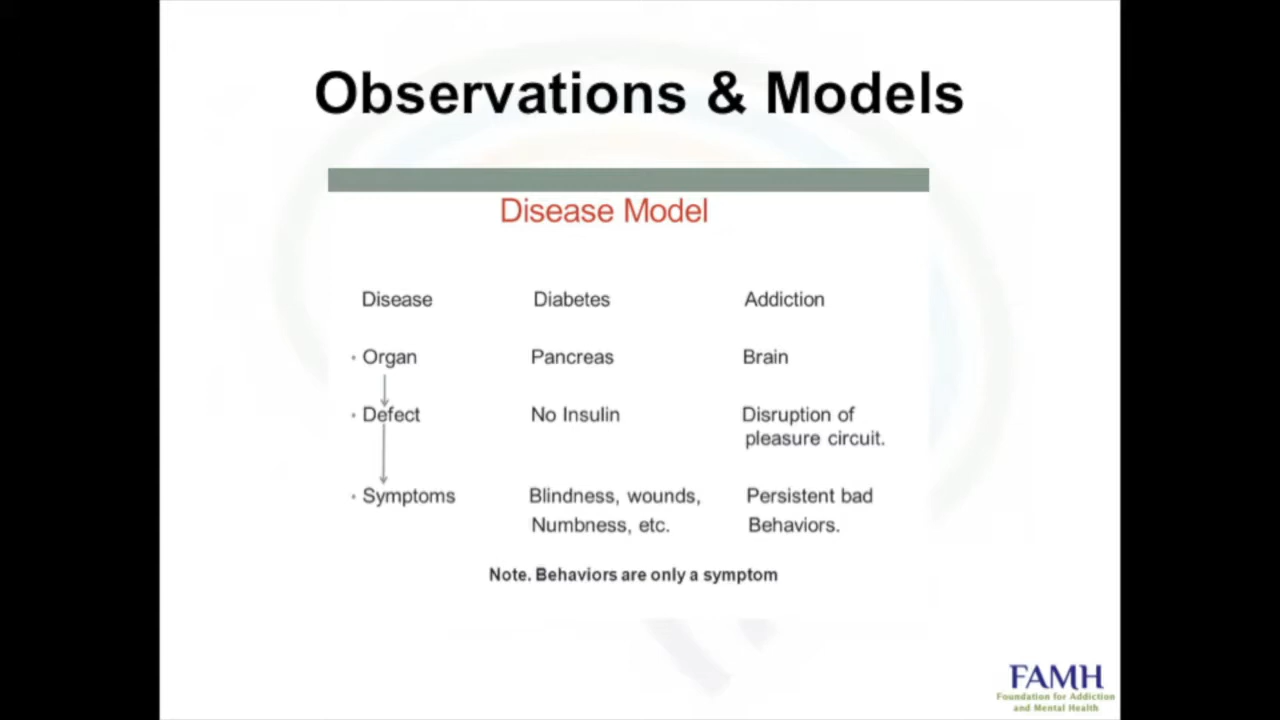 Observations & Models
Disease Model
Disease Diabetes Addiction
• Organ Pancreas Brain
• Defect No Insulin Disruption of
pleasure circuit.
• Symptoms Blindness, wounds, Persistent bad
Numbness, etc. Behaviors.
Note. Behaviors are only a symptom
FAMH
Foundation for Addiction
and Mental Health